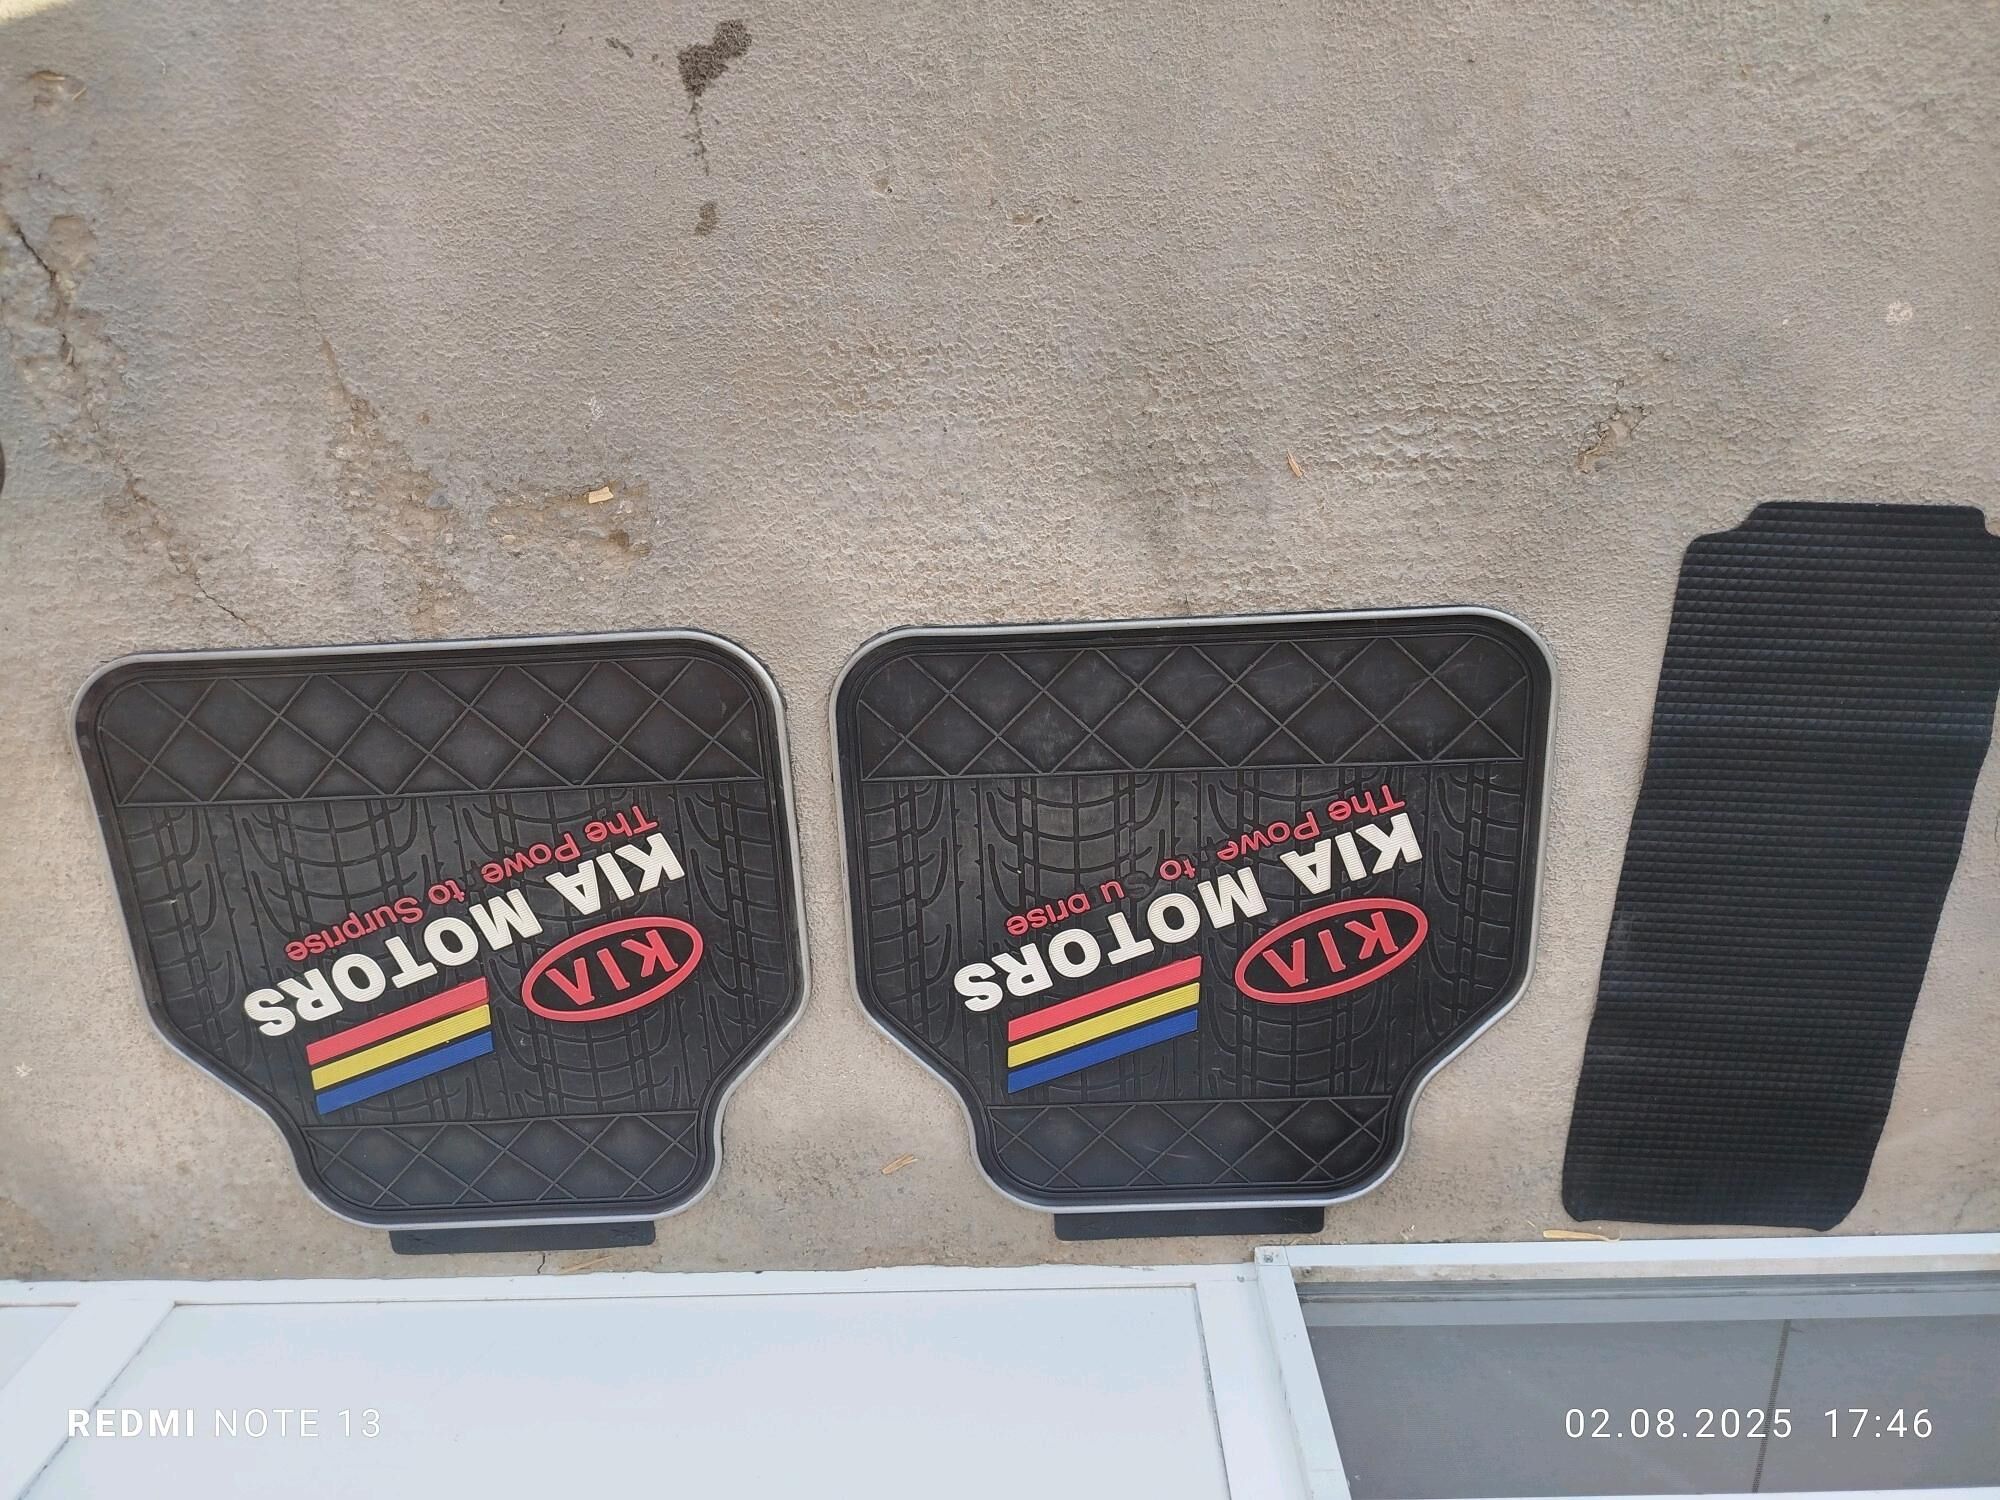 The Powe to Surprise
KIA MOTORS
KIA
The Powe to Su prise
KIA MOTORS
KIA
REDMI NOTE 13
02.08.2025 17:46